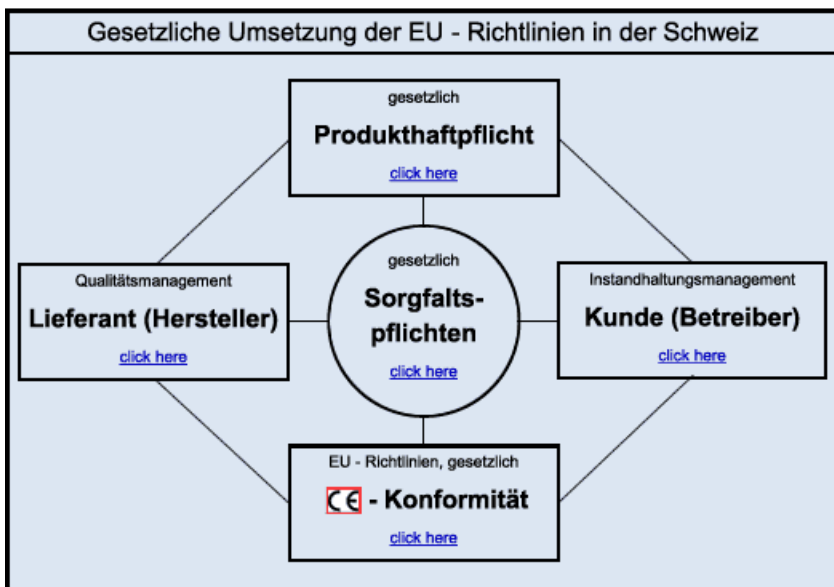 Gesetzliche Umsetzung der EU - Richtlinien in der Schweiz
gesetzlich
Produkthaftpflicht
click here
Qualitätsmanagement
Lieferant (Hersteller)
click here
gesetzlich
Sorgfalts-
pflichten
click here
Instandhaltungsmanagement
Kunde (Betreiber)
click here
EU - Richtlinien, gesetzlich
CE - Konformität
click here